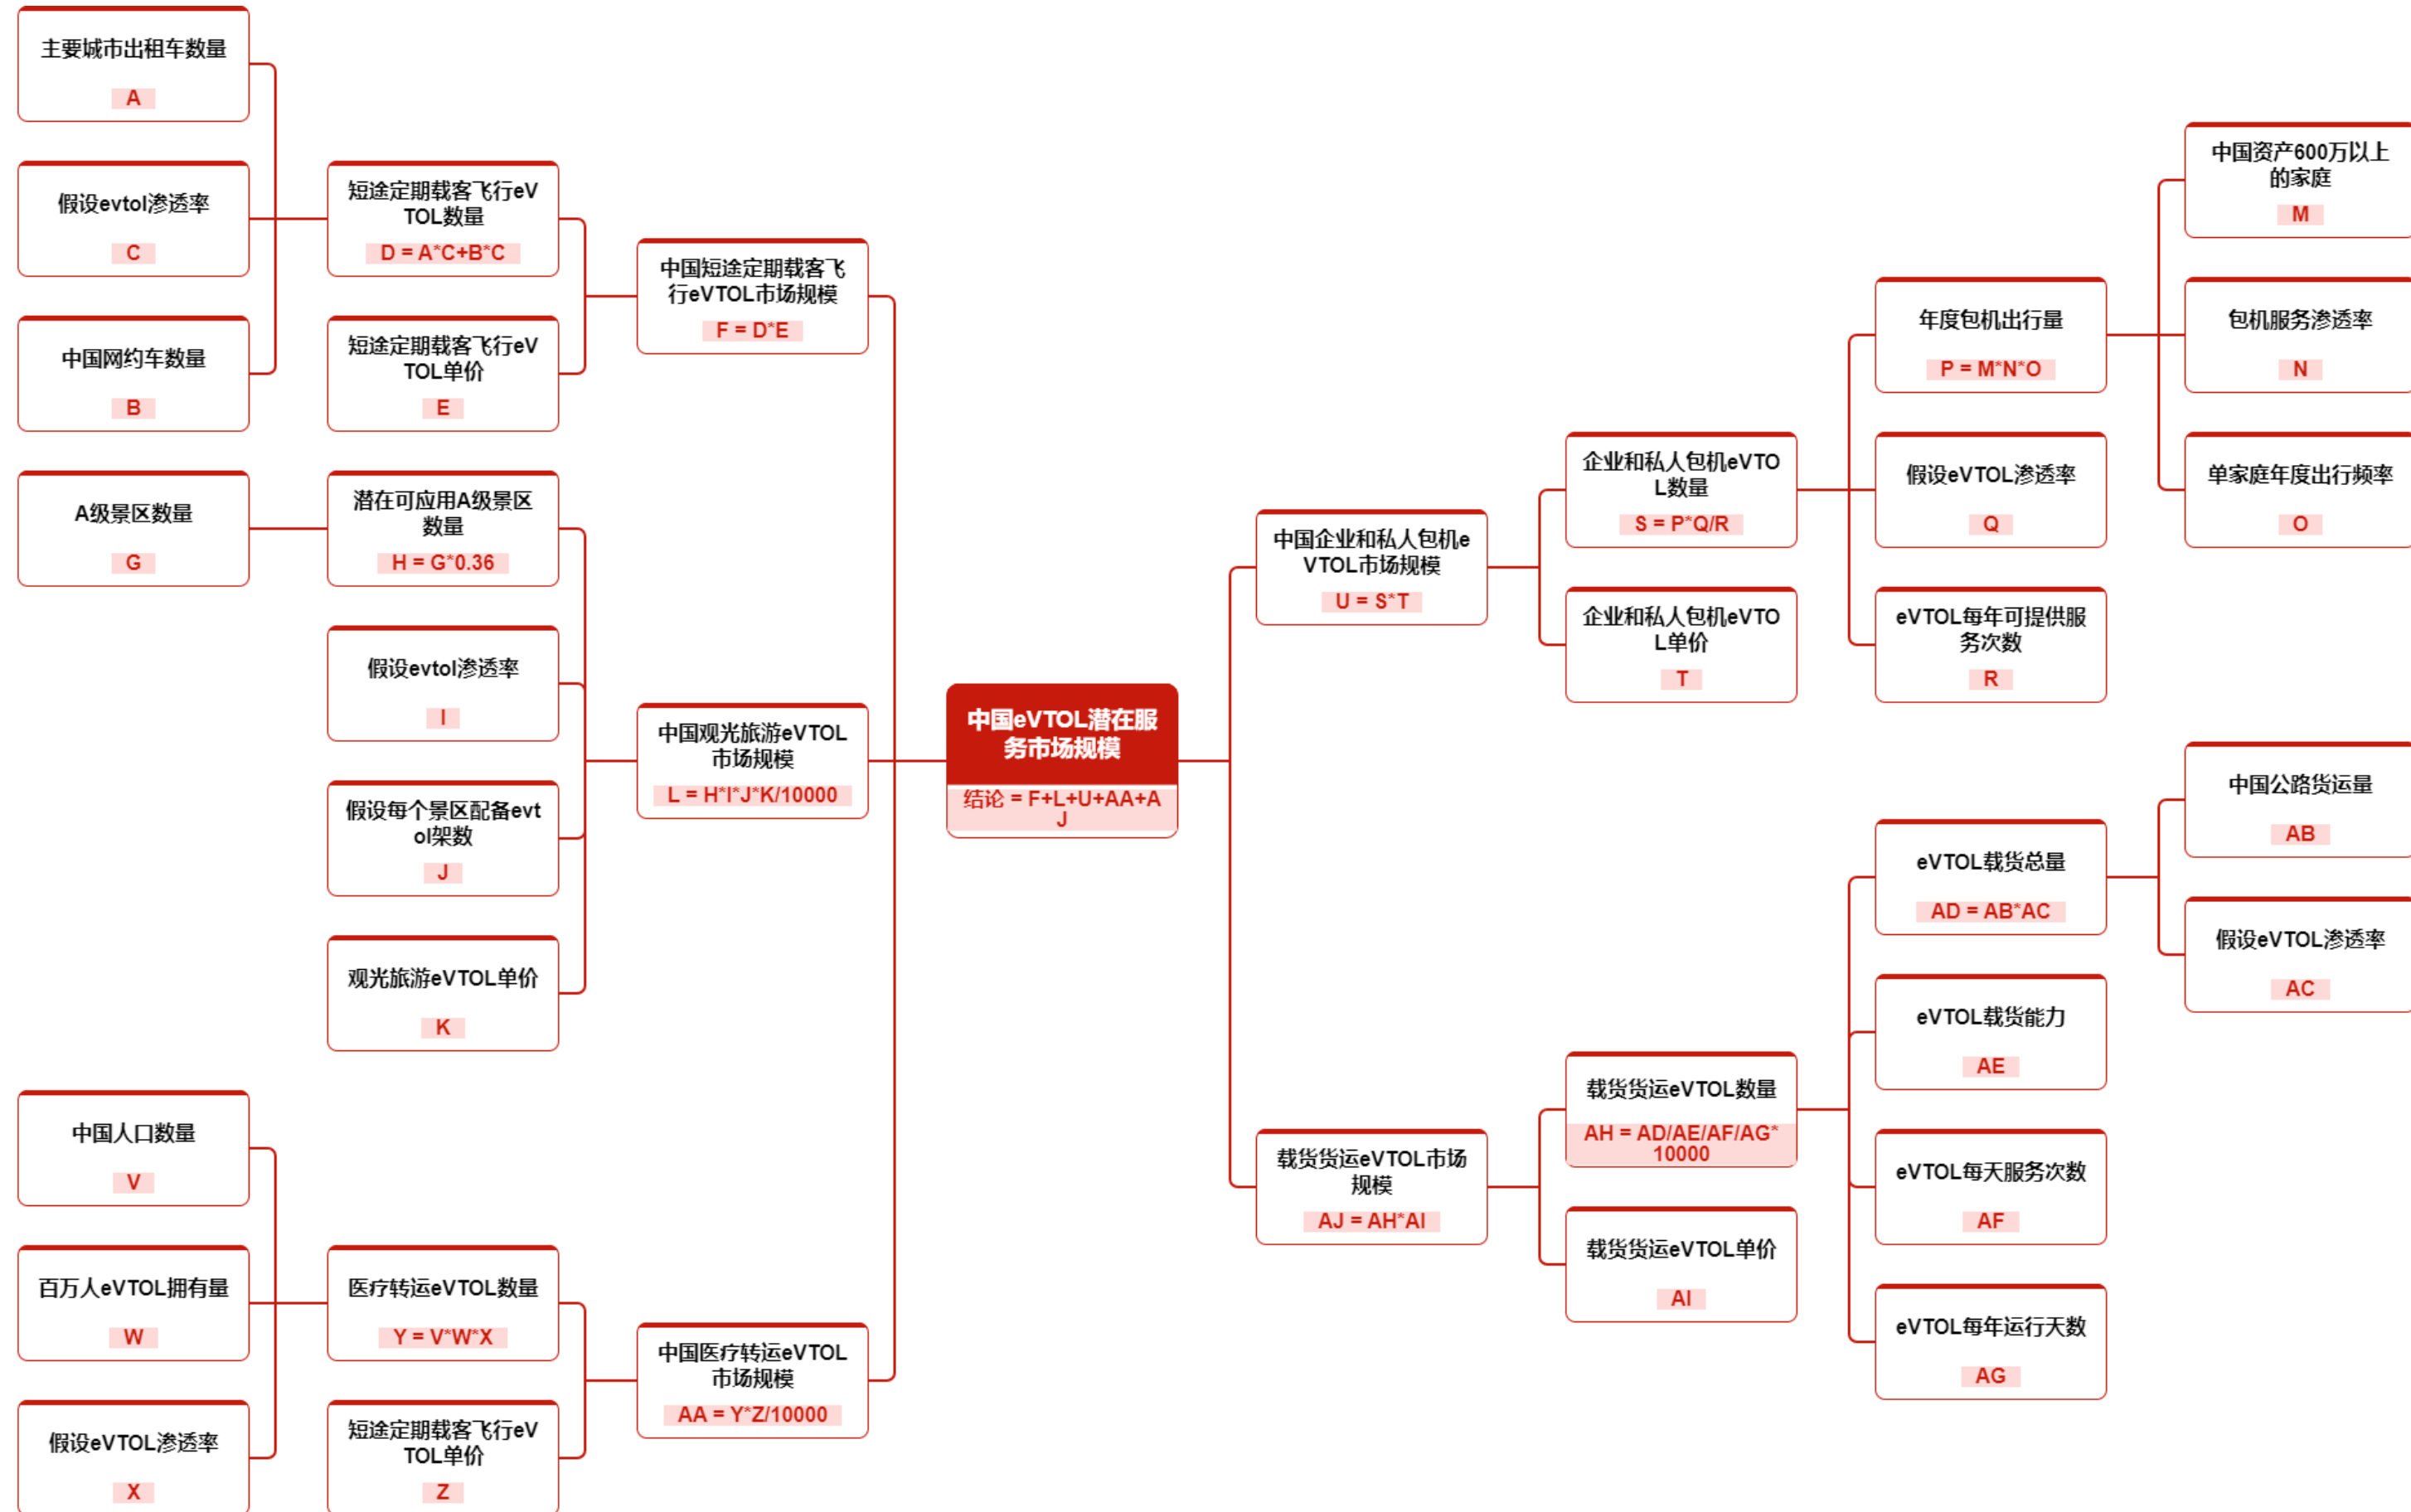 主要城市出租车数量
A
假设evtol渗透率
C
中国网约车数量
B
短途定期载客飞行eV
TOL数量
D = A*C+B*C
短途定期载客飞行eV
TOL单价
E
中国短途定期载客飞
行eVTOL市场规模
F = D*E
A级景区数量
G
潜在可应用A级景区
数量
H = G*0.36
假设evtol渗透率
I
假设每个景区配备evt
ol架数
J
观光旅游eVTOL单价
K
中国观光旅游eVTOL
市场规模
L = H*I*J*K/10000
中国人口数量
V
百万人eVTOL拥有量
W
假设eVTOL渗透率
X
医疗转运eVTOL数量
Y = V*W*X
短途定期载客飞行eV
TOL单价
Z
中国医疗转运eVTOL
市场规模
AA = Y*Z/10000
中国eVTOL潜在服
务市场规模
结论 = F+L+U+AA+A
J
中国企业和私人包机e
VTOL市场规模
U = S*T
企业和私人包机eVTO
L数量
S = P*Q/R
企业和私人包机eVTO
L单价
T
年度包机出行量
P = M*N*O
假设eVTOL渗透率
Q
eVTOL每年可提供服
务次数
R
中国资产600万以上
的家庭
M
包机服务渗透率
N
单家庭年度出行频率
O
载货货运eVTOL市场
规模
AJ = AH*AI
载货货运eVTOL数量
AH = AD/AE/AF/AG*
10000
载货货运eVTOL单价
AI
eVTOL载货总量
AD = AB*AC
eVTOL载货能力
AE
eVTOL每天服务次数
AF
eVTOL每年运行天数
AG
中国公路货运量
AB
假设eVTOL渗透率
AC